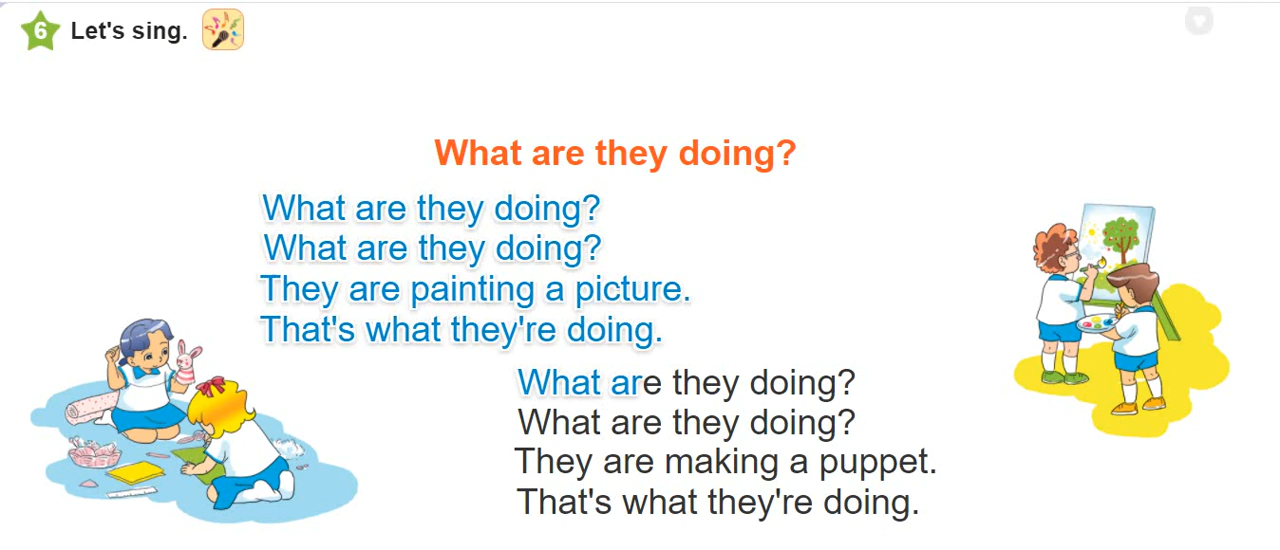 6 Let's sing.
What are they doing?
What are they doing?
What are they doing?
They are painting a picture.
That's what they're doing.
What are they doing?
What are they doing?
They are making a puppet.
That's what they're doing.